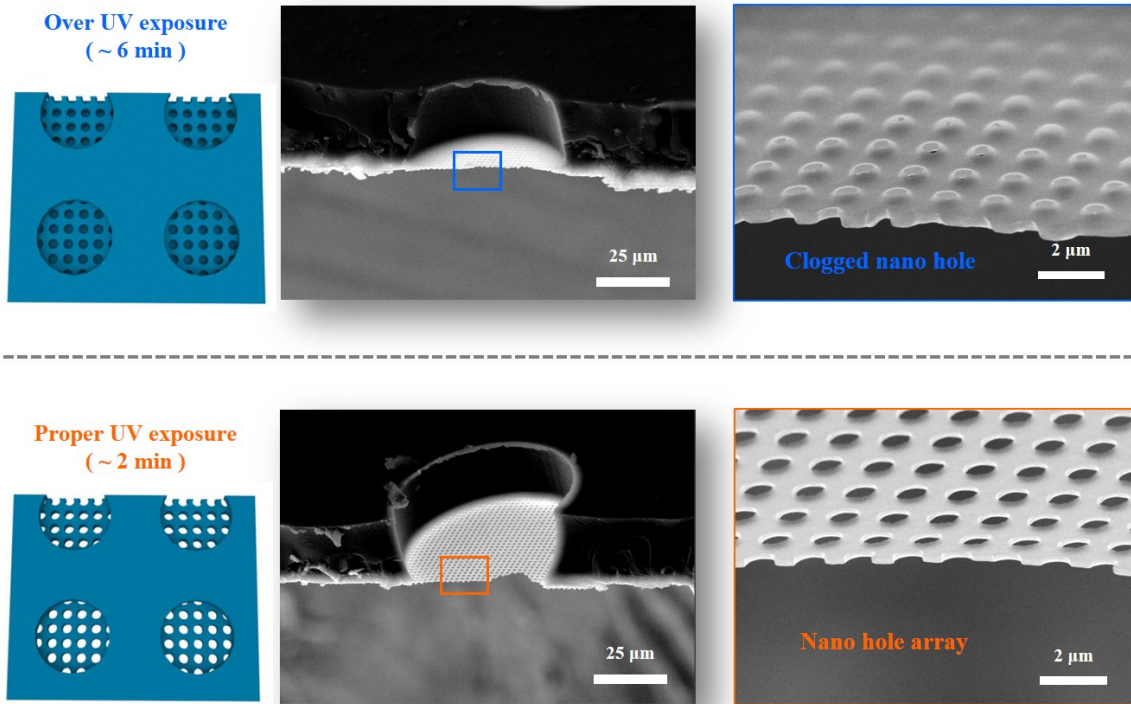 Over UV exposure
( ~ 6 min )
25 μm
Clogged nano hole
2 μm
Proper UV exposure
( ~ 2 min )
25 μm
Nano hole array
2 μm